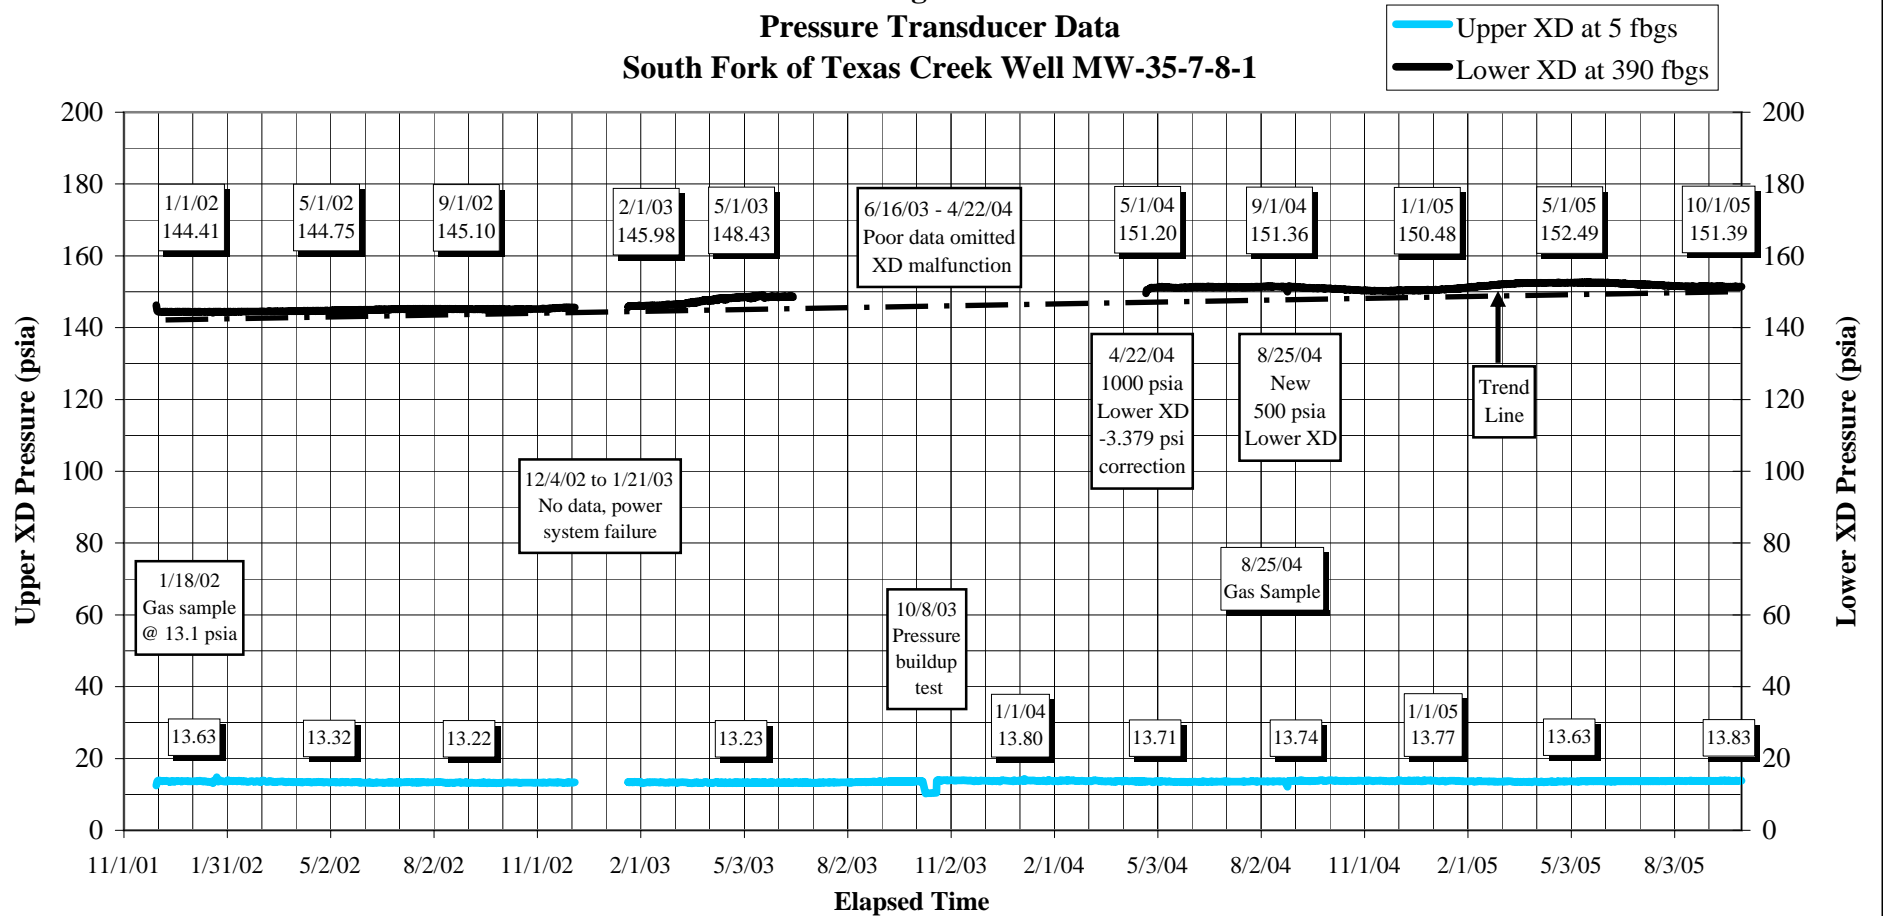 Pressure Transducer Data
South Fork of Texas Creek Well MW-35-7-8-1
Upper XD at 5 fbgs
Lower XD at 390 fbgs
Upper XD Pressure (psia)
200
180
160
140
120
100
80
60
40
20
0
1/1/02
144.41
5/1/02
144.75
9/1/02
145.10
2/1/03
145.98
5/1/03
148.43
6/16/03 - 4/22/04
Poor data omitted
XD malfunction
5/1/04
151.20
9/1/04
151.36
1/1/05
150.48
5/1/05
152.49
10/1/05
151.39
4/22/04
1000 psia
Lower XD
-3.379 psi
correction
8/25/04
New
500 psia
Lower XD
Trend
Line
12/4/02 to 1/21/03
No data, power
system failure
1/18/02
Gas sample
@ 13.1 psia
10/8/03
Pressure
buildup
test
8/25/04
Gas Sample
13.63
13.32
13.22
13.23
1/1/04
13.80
13.71
13.74
1/1/05
13.77
13.63
13.83
200
180
160
140
120
100
80
60
40
20
0
Lower XD Pressure (psia)
11/1/01 1/31/02 5/2/02 8/2/02 11/1/02 2/1/03 5/3/03 8/2/03 11/2/03 2/1/04 5/3/04 8/2/04 11/1/04 2/1/05 5/3/05 8/3/05
Elapsed Time